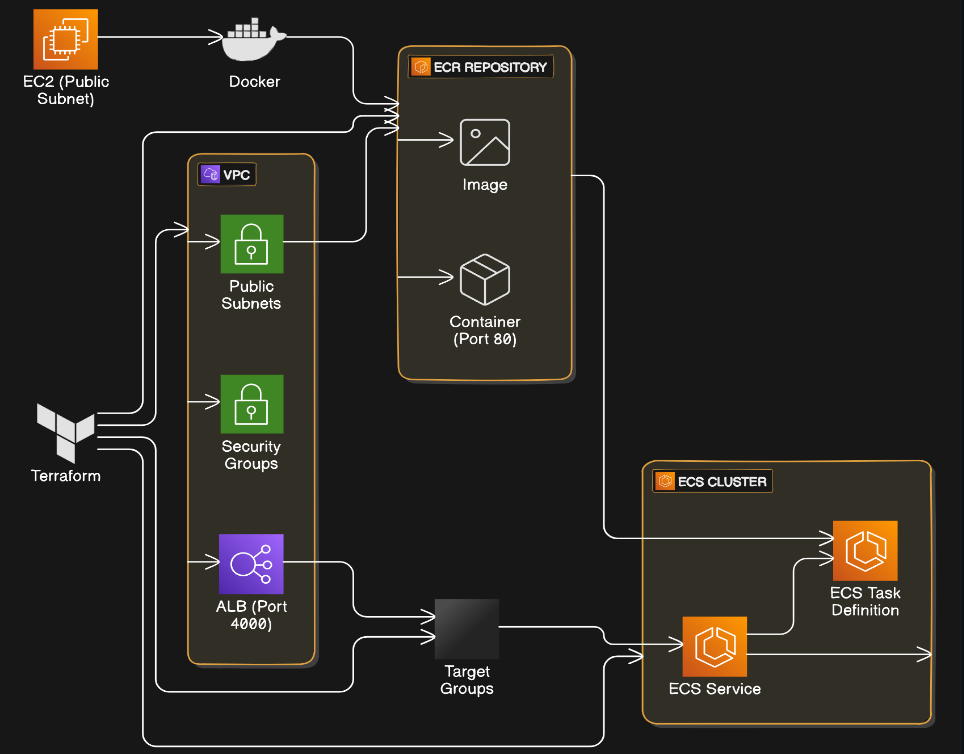 EC2 (Public
Subnet)
Docker
ECR REPOSITORY
Image
Container
(Port 80)
VPC
Public
Subnets
Security
Groups
ALB (Port
4000)
Terraform
Target
Groups
ECS CLUSTER
ECS Task
Definition
ECS Service